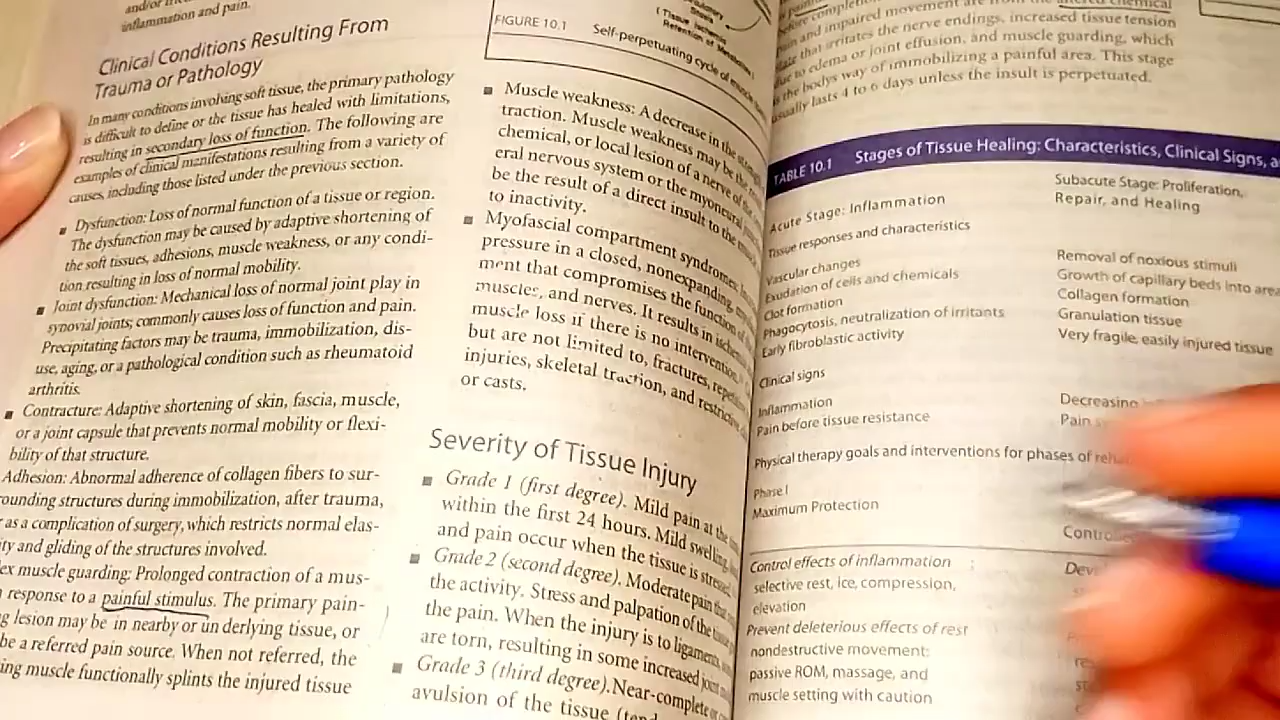 and/or
inflammation and pain.
Clinical Conditions Resulting From
Trauma or Pathology
In many conditions involving soft tissue, the primary pathology
is difficult to define or the tissue has healed with limitations,
resulting in secondary loss of function. The following are
examples of clinical manifestations resulting from a variety of
causes, including those listed under the previous section.
Dysfunction: Loss of normal function of a tissue or region.
The dysfunction may be caused by adaptive shortening of
the soft tissues, adhesions, muscle weakness, or any condi-
tion resulting in loss of normal mobility.
Joint dysfunction: Mechanical loss of normal joint play in
synovial joints; commonly causes loss of function and pain.
Precipitating factors may be trauma, immobilization, dis-
use, aging, or a pathological condition such as rheumatoid
arthritis.
Contracture: Adaptive shortening of skin, fascia, muscle,
or a joint capsule that prevents normal mobility or flexi-
bility of that structure.
Adhesion: Abnormal adherence of collagen fibers to sur-
rounding structures during immobilization, after trauma,
as a complication of surgery, which restricts normal elas-
ty and gliding of the structures involved.
ex muscle guarding: Prolonged contraction of a mus-
response to a painful stimulus. The primary pain-
g lesion may be in nearby or un derlying tissue, or
be a referred pain source. When not referred, the
ing muscle functionally splints the injured tissue
FIGURE 10.1 Self-perpetuating cycle of muscle
Muscle weakness: A decrease in the
traction. Muscle weakness may be the
chemical, or local lesion of a nerve of the
eral nervous system or the myoneural
be the result of a direct insult to the
to inactivity.
Myofascial compartment syndromes:
pressure in a closed, nonexpanding,
ment that compromises the function of
muscles, and nerves. It results in
muscle loss if there is no intervention.
but are not limited to, fractures,
injuries, skeletal traction, and
or casts.
Severity of Tissue Injury
Grade 1 (first degree). Mild pain at the
within the first 24 hours. Mild swelling,
and pain occur when the tissue is stressed.
Grade 2 (second degree). Moderate pain that
the activity. Stress and palpation of the
the pain. When the injury is to ligaments,
are torn, resulting in some increased joint
Grade 3 (third degree). Near-complete or
avulsion of the tissue
and impaired movement are from the altered chemical
that irritates the nerve endings, increased tissue tension
due to edema or joint effusion, and muscle guarding, which
is the bodys way of immobilizing a painful area. This stage
usually lasts 4 to 6 days unless the insult is perpetuated.
TABLE 10.1 Stages of Tissue Healing: Characteristics, Clinical Signs, a
Acute Stage: Inflammation Subacute Stage: Proliferation,
Repair, and Healing
Tissue responses and characteristics
Vascular changes Removal of noxious stimuli
Exudation of cells and chemicals Growth of capillary beds into area
Clot formation Collagen formation
Phagocytosis, neutralization of irritants Granulation tissue
Early fibroblastic activity Very fragile, easily injured tissue
Clinical signs
Inflammation Decreasing
Pain before tissue resistance Pain
Physical therapy goals and interventions for phases of
Phase I
Maximum Protection
Control effects of inflammation
selective rest, ice, compression,
elevation
Prevent deleterious effects of rest
nondestructive movement:
passive ROM, massage, and
muscle setting with caution